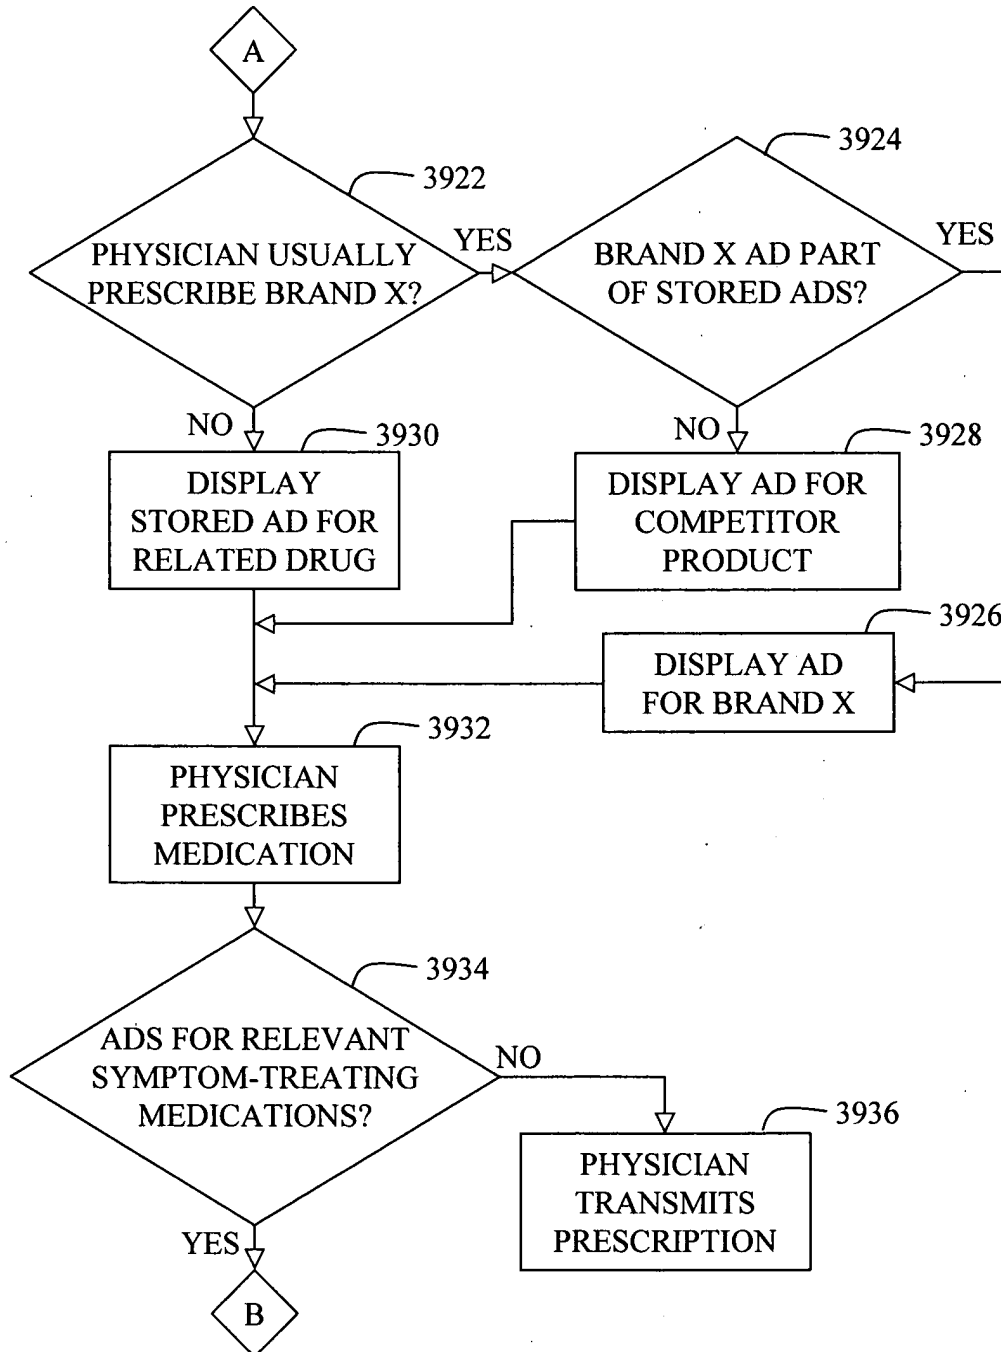 A
3922
PHYSICIAN USUALLY
PRESCRIBE BRAND X?
YES
3924
BRAND X AD PART
OF STORED ADS?
YES
NO
3930
DISPLAY
STORED AD FOR
RELATED DRUG
NO
3928
DISPLAY AD FOR
COMPETITOR
PRODUCT
3926
DISPLAY AD
FOR BRAND X
3932
PHYSICIAN
PRESCRIBES
MEDICATION
3934
ADS FOR RELEVANT
SYMPTOM-TREATING
MEDICATIONS?
NO
3936
PHYSICIAN
TRANSMITS
PRESCRIPTION
YES
B